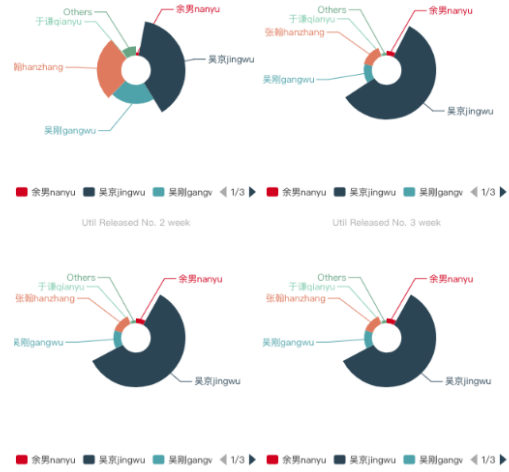 Others
余男nanyu
于谦qianyu
吴京jingwu
翰hanzhang
吴刚gangwu
余男nanyu
吴京jingwu
吴刚gangw
1/3
Util Released No. 2 week
Others
余男nanyu
于谦qianyu
张翰hanzhang
吴刚gangwu
吴京jingwu
余男nanyu
吴京jingwu
吴刚gangw
1/3
Util Released No. 3 week
Others
余男nanyu
于谦qianyu
张翰hanzhang
吴刚gangwu
吴京jingwu
余男nanyu
吴京jingwu
吴刚gangw
1/3
Others
余男nanyu
于谦qianyu
张翰hanzhang
吴刚gangwu
吴京jingwu
余男nanyu
吴京jingwu
吴刚gangw
1/3